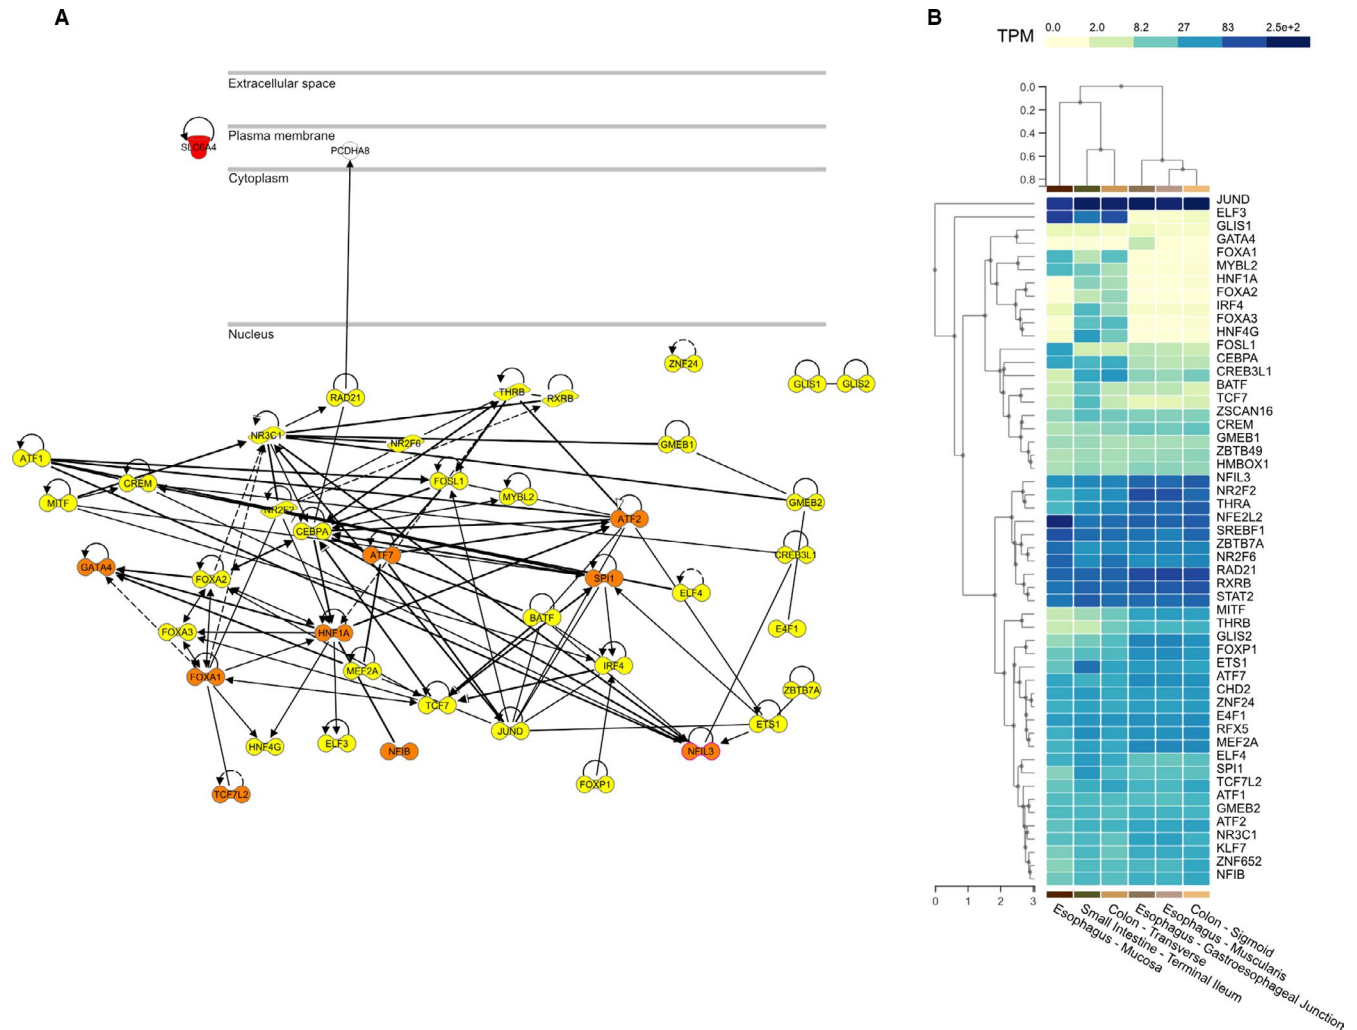 A
Extracellular space
Plasma membrane
SLC6A4
PCDHA8
Cytoplasm
Nucleus
ZNF24
GLIS1 GLIS2
RAD21
THRB
RXRB
NR3C1
NR2F6
GMEB1
ATF1
CREM
FOSL1
MYBL2
MITF
NR2F2
GMEB2
ATF2
CEBPA
ATF7
CREB3L1
GATA4
FOXA2
SPI1
ELF4
BATF
FOXA3
HNF1A
E4F1
MEF2A
IRF4
FOXA1
ZBTB7A
TCF7
ETS1
JUND
HNF4G
ELF3
NFIB
NFIL3
FOXP1
TCF7L2
B
TPM
0.0 2.0 8.2 27 83 2.5e+2
0.0
0.2
0.4
0.6
0.8
JUND
ELF3
GLIS1
GATA4
FOXA1
MYBL2
HNF1A
FOXA2
IRF4
FOXA3
HNF4G
FOSL1
CEBPA
CREB3L1
BATF
TCF7
ZSCAN16
CREM
GMEB1
ZBTB49
HMBOX1
NFIL3
NR2F2
THRA
NFE2L2
SREBF1
ZBTB7A
NR2F6
RAD21
RXRB
STAT2
MITF
THRB
GLIS2
FOXP1
ETS1
ATF7
CHD2
ZNF24
E4F1
RFX5
MEF2A
ELF4
SPI1
TCF7L2
ATF1
GMEB2
ATF2
NR3C1
KLF7
ZNF652
NFIB
0 1 2 3
Esophagus - Mucosa
Small Intestine - Terminal Ileum
Colon - Transverse
Esophagus - Gastroesophageal Junction
Esophagus - Muscularis
Colon - Sigmoid